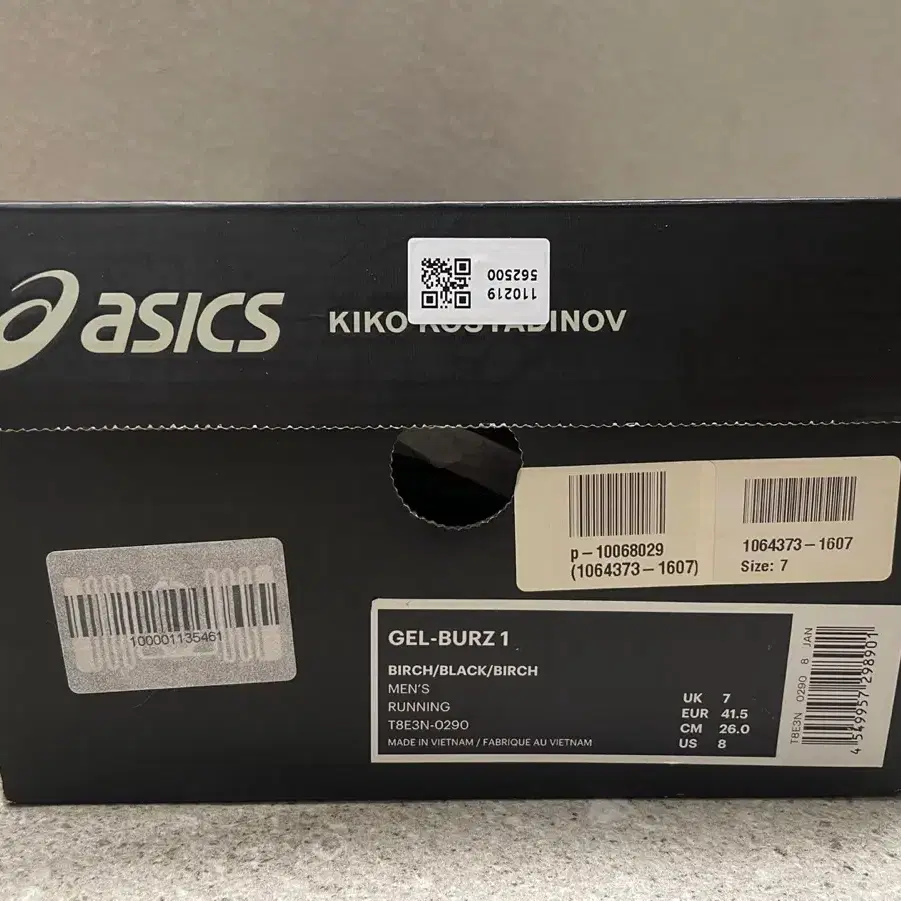 562500
110219
asics
KIKO KOSTADINOV
p-10068029
(1064373-1607)
1064373-1607
Size: 7
100001135461
GEL-BURZ 1
BIRCH/BLACK/BIRCH
MEN'S
RUNNING
T8E3N-0290
MADE IN VIETNAM / FABRIQUE AU VIETNAM
UK 7
EUR 41.5
CM 26.0
US 8
T8E3N 0290 8 JAN
4549957298901